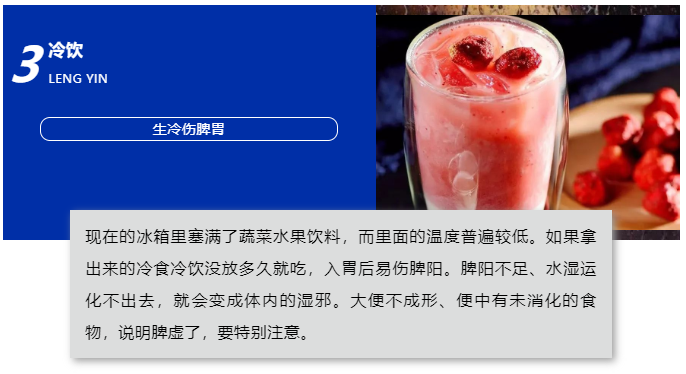 3
冷饮
LENG YIN
生冷伤脾胃
现在的冰箱里塞满了蔬菜水果饮料，而里面的温度普遍较低。如果拿
出来的冷食冷饮没放多久就吃，入胃后易伤脾阳。脾阳不足、水湿运
化不出去，就会变成体内的湿邪。大便不成形、便中有未消化的食
物，说明脾虚了，要特别注意。